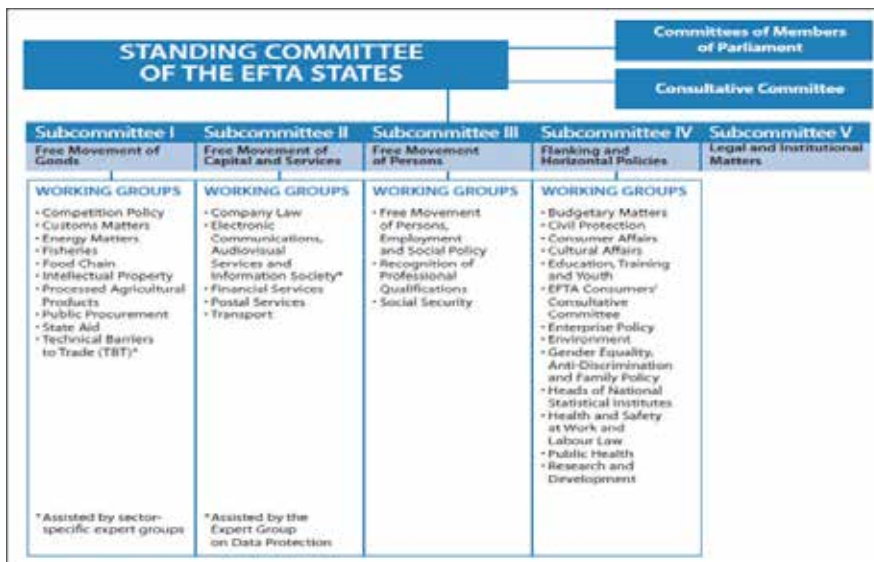 STANDING COMMITTEE
OF THE EFTA STATES
Committees of Members
of Parliament
Consultative Committee
Subcommittee I
Free Movement of
Goods
WORKING GROUPS
• Competition Policy
• Customs Matters
• Energy Matters
• Fisheries
• Food Chain
• Intellectual Property
• Processed Agricultural
Products
• Public Procurement
• State Aid
• Technical Barriers
to Trade (TBT)*
*Assisted by sector-
specific expert groups
Subcommittee II
Free Movement of
Capital and Services
WORKING GROUPS
• Company Law
• Electronic
Communications,
Audiovisual
Services and
Information Society*
• Financial Services
• Postal Services
• Transport
*Assisted by the
Expert Group
on Data Protection
Subcommittee III
Free Movement
of Persons
WORKING GROUPS
• Free Movement
of Persons,
Employment
and Social Policy
• Recognition of
Professional
Qualifications
• Social Security
Subcommittee IV
Flanking and
Horizontal Policies
WORKING GROUPS
• Budgetary Matters
• Civil Protection
• Consumer Affairs
• Cultural Affairs
• Education, Training
and Youth
• EFTA Consumers'
Consultative
Committee
• Enterprise Policy
• Environment
• Gender Equality,
Anti-Discrimination
and Family Policy
• Heads of National
Statistical Institutes
• Health and Safety
at Work and
Labour Law
• Public Health
• Research and
Development
Subcommittee V
Legal and Institutional
Matters